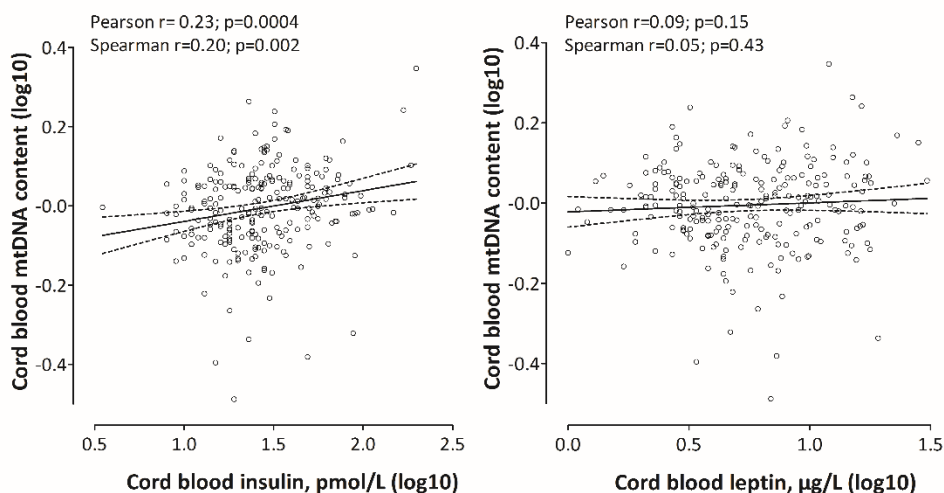 Pearson r= 0.23; p=0.0004
Spearman r=0.20; p=0.002
Cord blood mtDNA content (log10)
0.4
0.2
-0.0
-0.2
-0.4
0.5 1.0 1.5 2.0 2.5
Cord blood insulin, pmol/L (log10)
Pearson r=0.09; p=0.15
Spearman r=0.05; p=0.43
Cord blood mtDNA content (log10)
0.4
0.2
-0.0
-0.2
-0.4
0.0 0.5 1.0 1.5
Cord blood leptin, µg/L (log10)